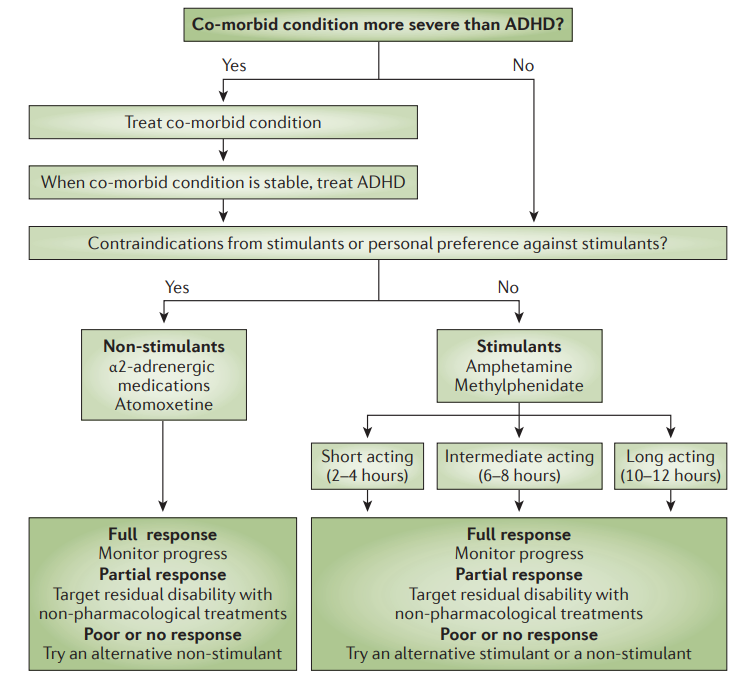 Co-morbid condition more severe than ADHD?
Yes
No
Treat co-morbid condition
When co-morbid condition is stable, treat ADHD
Contraindications from stimulants or personal preference against stimulants?
Yes
No
Non-stimulants
α2-adrenergic
medications
Atomoxetine
Stimulants
Amphetamine
Methylphenidate
Short acting
(2–4 hours)
Intermediate acting
(6–8 hours)
Long acting
(10–12 hours)
Full response
Monitor progress
Partial response
Target residual disability with
non-pharmacological treatments
Poor or no response
Try an alternative non-stimulant
Full response
Monitor progress
Partial response
Target residual disability with
non-pharmacological treatments
Poor or no response
Try an alternative stimulant or a non-stimulant